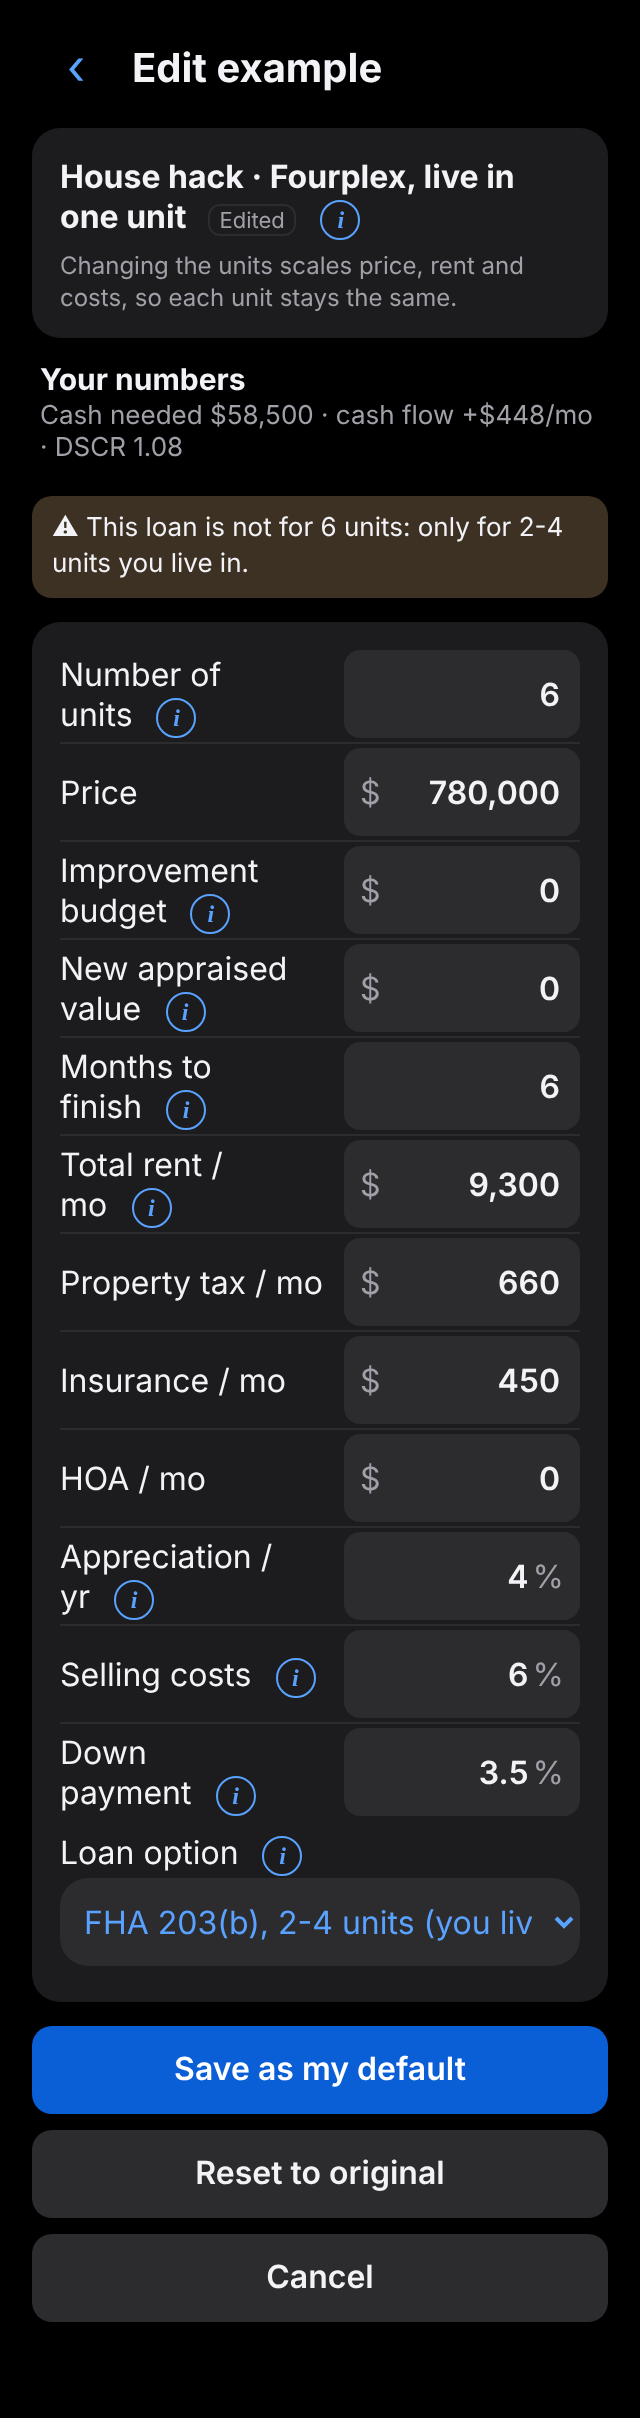 Edit example
House hack · Fourplex, live in
one unit Edited i
Changing the units scales price, rent and
costs, so each unit stays the same.
Your numbers
Cash needed $58,500 · cash flow +$448/mo
· DSCR 1.08
⚠ This loan is not for 6 units: only for 2-4
units you live in.
Number of
units i
6
Price
$ 780,000
Improvement
budget i
$ 0
New appraised
value i
$ 0
Months to
finish i
6
Total rent /
mo i
$ 9,300
Property tax / mo
$ 660
Insurance / mo
$ 450
HOA / mo
$ 0
Appreciation /
yr i
4 %
Selling costs i
6 %
Down
payment i
3.5 %
Loan option i
FHA 203(b), 2-4 units (you liv
Save as my default
Reset to original
Cancel